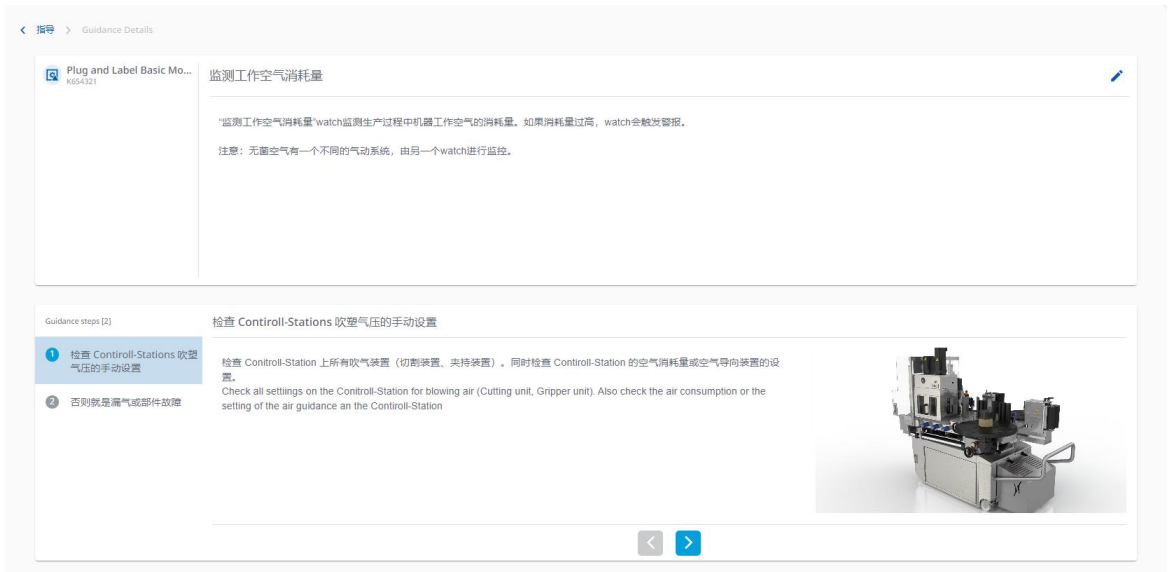 指导 > Guidance Details
Plug and Label Basic Mo...
K654321
监测工作空气消耗量
“监测工作空气消耗量”watch监测生产过程中机器工作空气的消耗量。如果消耗量过高，watch会触发警报。
注意：无菌空气有一个不同的气动系统，由另一个watch进行监控。
Guidance steps [2]
1 检查 Contiroll-Stations 吹塑
气压的手动设置
2 否则就是漏气或部件故障
检查 Contiroll-Stations 吹塑气压的手动设置
检查 Conitroll-Station 上所有吹气装置（切割装置、夹持装置）。同时检查 Contiroll-Station 的空气消耗量或空气导向装置的设
置。
Check all settiings on the Conitroll-Station for blowing air (Cutting unit, Gripper unit). Also check the air consumption or the
setting of the air guidance an the Contiroll-Station